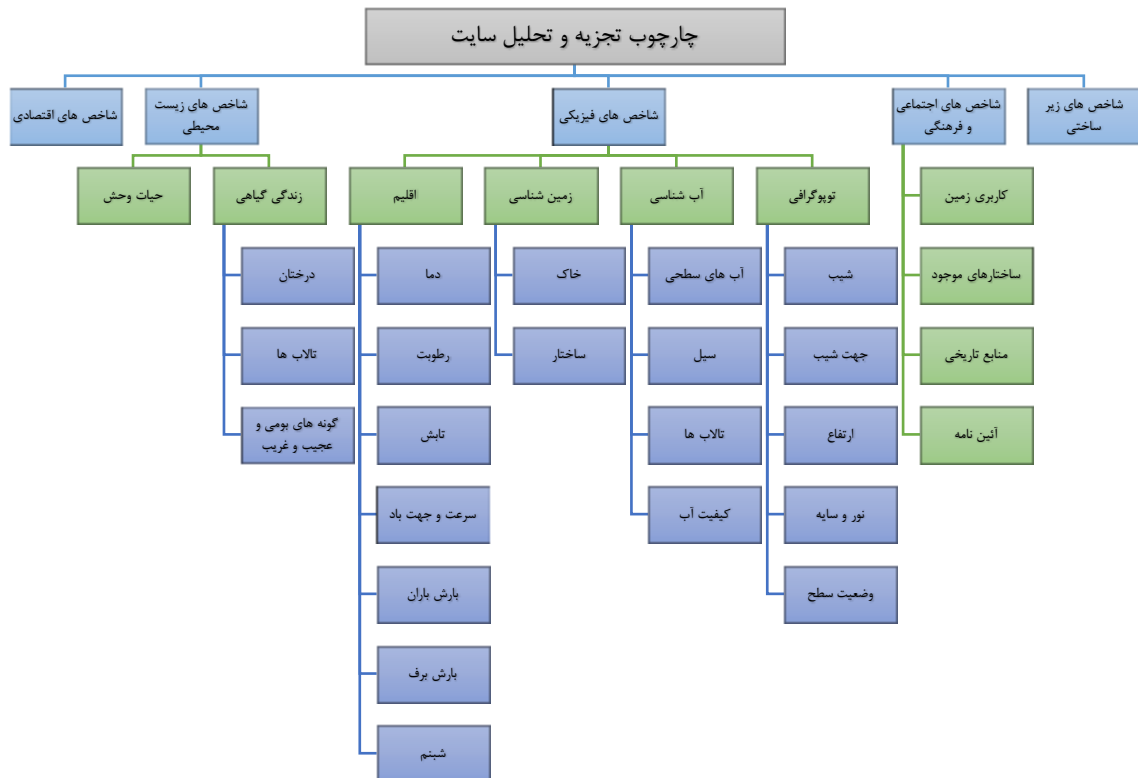 چارچوب تجزیه و تحلیل سایت
شاخص های زیر
ساختی
شاخص های اجتماعی
و فرهنگی
شاخص های فیزیکی
شاخص های زیست
محیطی
شاخص های اقتصادی
کاربری زمین
ساختارهای موجود
منابع تاریخی
آئین نامه
توپوگرافی
شیب
جهت شیب
ارتفاع
نور و سایه
وضعیت سطح
آب شناسی
آب های سطحی
سیل
تالاب ها
کیفیت آب
زمین شناسی
خاک
ساختار
اقلیم
دما
رطوبت
تابش
سرعت و جهت باد
بارش باران
بارش برف
شبنم
زندگی گیاهی
درختان
تالاب ها
گونه های بومی و
عجیب و غریب
حیات وحش